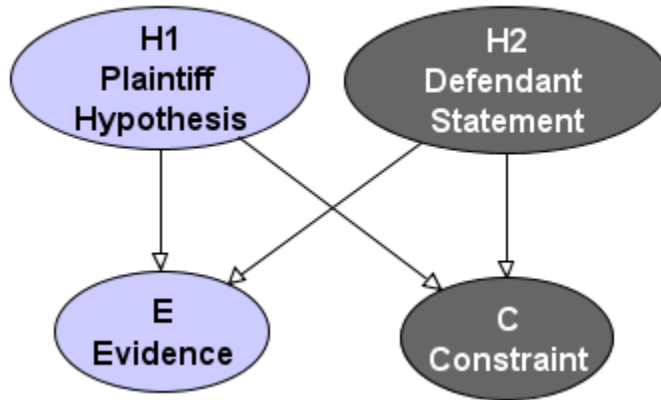 H1
Plaintiff
Hypothesis
H2
Defendant
Statement
E
Evidence
C
Constraint